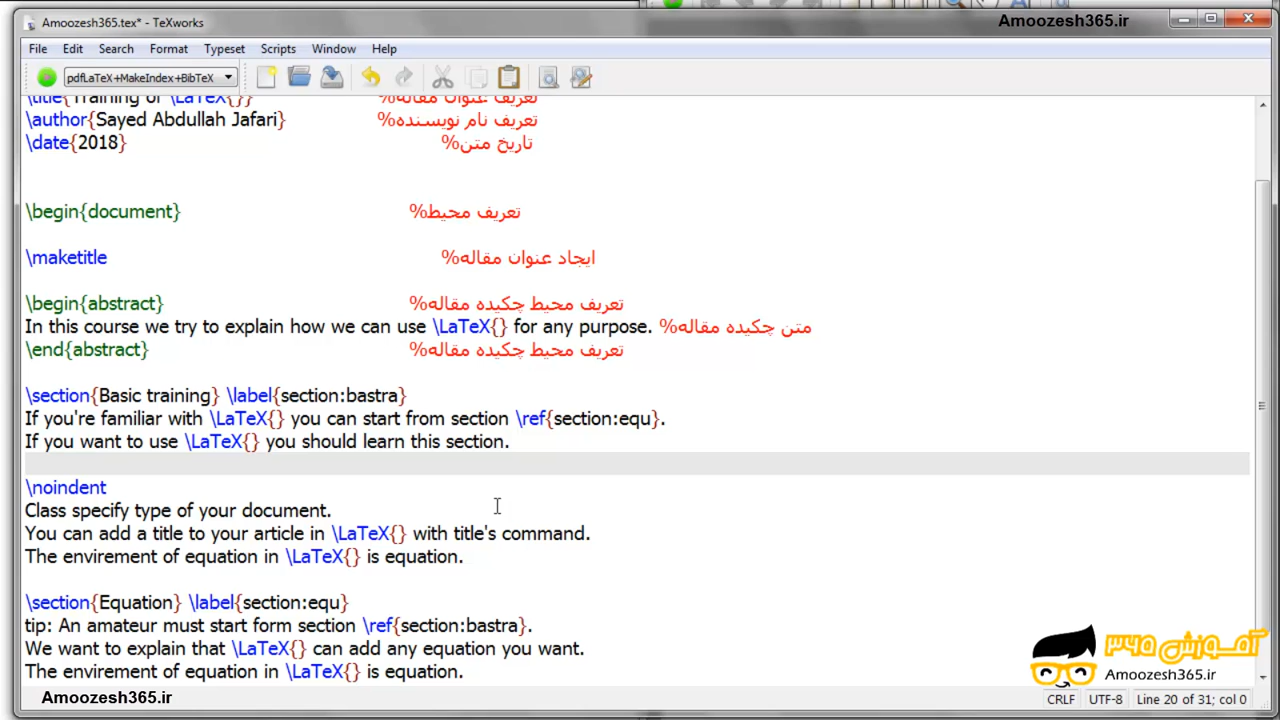 Amoozesh365.tex* - TeXworks
Amoozesh365.ir
File Edit Search Format Typeset Scripts Window Help
pdfLaTeX+MakeIndex+BibTeX
\title{Training of \LaTeX{}} %تعریف عنوان مقاله
\author{Sayed Abdullah Jafari} %تعریف نام نویسنده
\date{2018} %تاریخ متن
\begin{document} %تعریف محیط
\maketitle %ایجاد عنوان مقاله
\begin{abstract} %تعریف محیط چکیده مقاله
In this course we try to explain how we can use \LaTeX{} for any purpose. %متن چکیده مقاله
\end{abstract} %تعریف محیط چکیده مقاله
\section{Basic training} \label{section:bastra}
If you're familiar with \LaTeX{} you can start from section \ref{section:equ}.
If you want to use \LaTeX{} you should learn this section.
\noindent
Class specify type of your document.
You can add a title to your article in \LaTeX{} with title's command.
The envirement of equation in \LaTeX{} is equation.
\section{Equation} \label{section:equ}
tip: An amateur must start form section \ref{section:bastra}.
We want to explain that \LaTeX{} can add any equation you want.
The envirement of equation in \LaTeX{} is equation.
آموزش ۳۶۵
Amoozesh365.ir
Amoozesh365.ir
CRLF UTF-8 Line 20 of 31; col 0